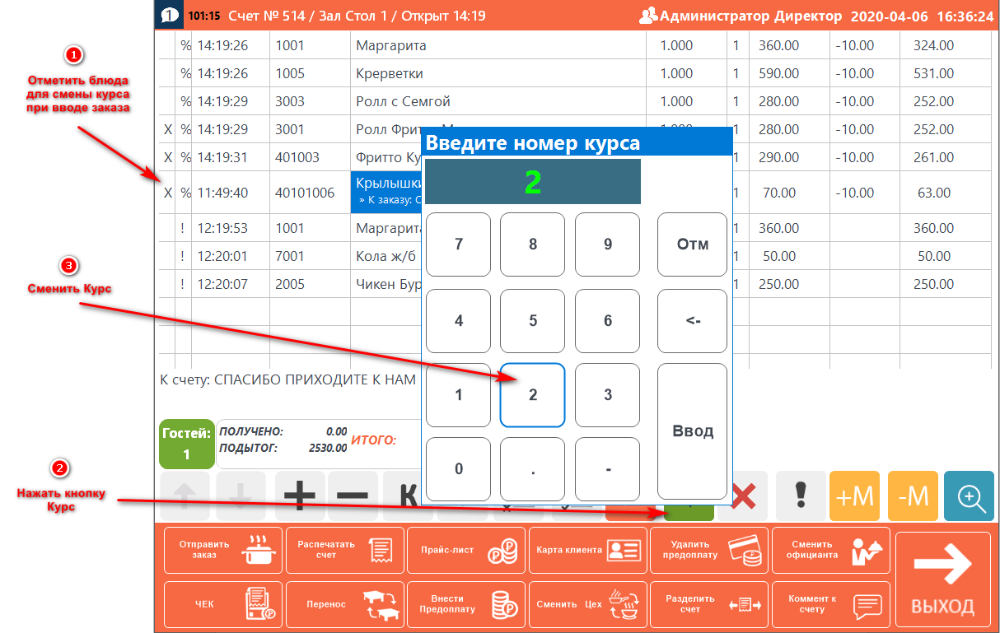 1 101:15 Счет № 514 / Зал Стол 1 / Открыт 14:19 Администратор Директор 2020-04-06 16:36:24
% 14:19:26 1001 Маргарита 1.000 1 360.00 -10.00 324.00
% 14:19:26 1005 Крерветки 1.000 1 590.00 -10.00 531.00
% 14:19:29 3003 Ролл с Семгой 1.000 1 280.00 -10.00 252.00
X % 14:19:29 3001 Ролл 1 280.00 -10.00 252.00
X % 14:19:31 401003 Фритто 1 290.00 -10.00 261.00
X % 11:49:40 40101006 Крылышки 1 70.00 -10.00 63.00
» К заказу:
! 12:19:53 1001 Маргарита 1 360.00 360.00
! 12:20:01 7001 Кола ж/б 1 50.00 50.00
! 12:20:07 2005 Чикен 1 250.00 250.00
1
Отметить блюда
для смены курса
при вводе заказа
3
Сменить Курс
2
Нажать кнопку
Курс
Введите номер курса
2
7 8 9 Отм
4 5 6 <-
1 2 3
Ввод
0 . -
К счету: СПАСИБО ПРИХОДИТЕ К НАМ
Гостей:
1
ПОЛУЧЕНО: 0.00
ПОДЫТОГ: 2530.00
ИТОГО:
+ − К ! +М -М
Отправить
заказ
Распечатать
счет
Прайс-лист
Карта клиента
Удалить
предоплату
Сменить
официанта
ЧЕК
Перенос
Внести
Предоплату
Сменить Цех
Разделить
счет
Коммент к
счету
ВЫХОД